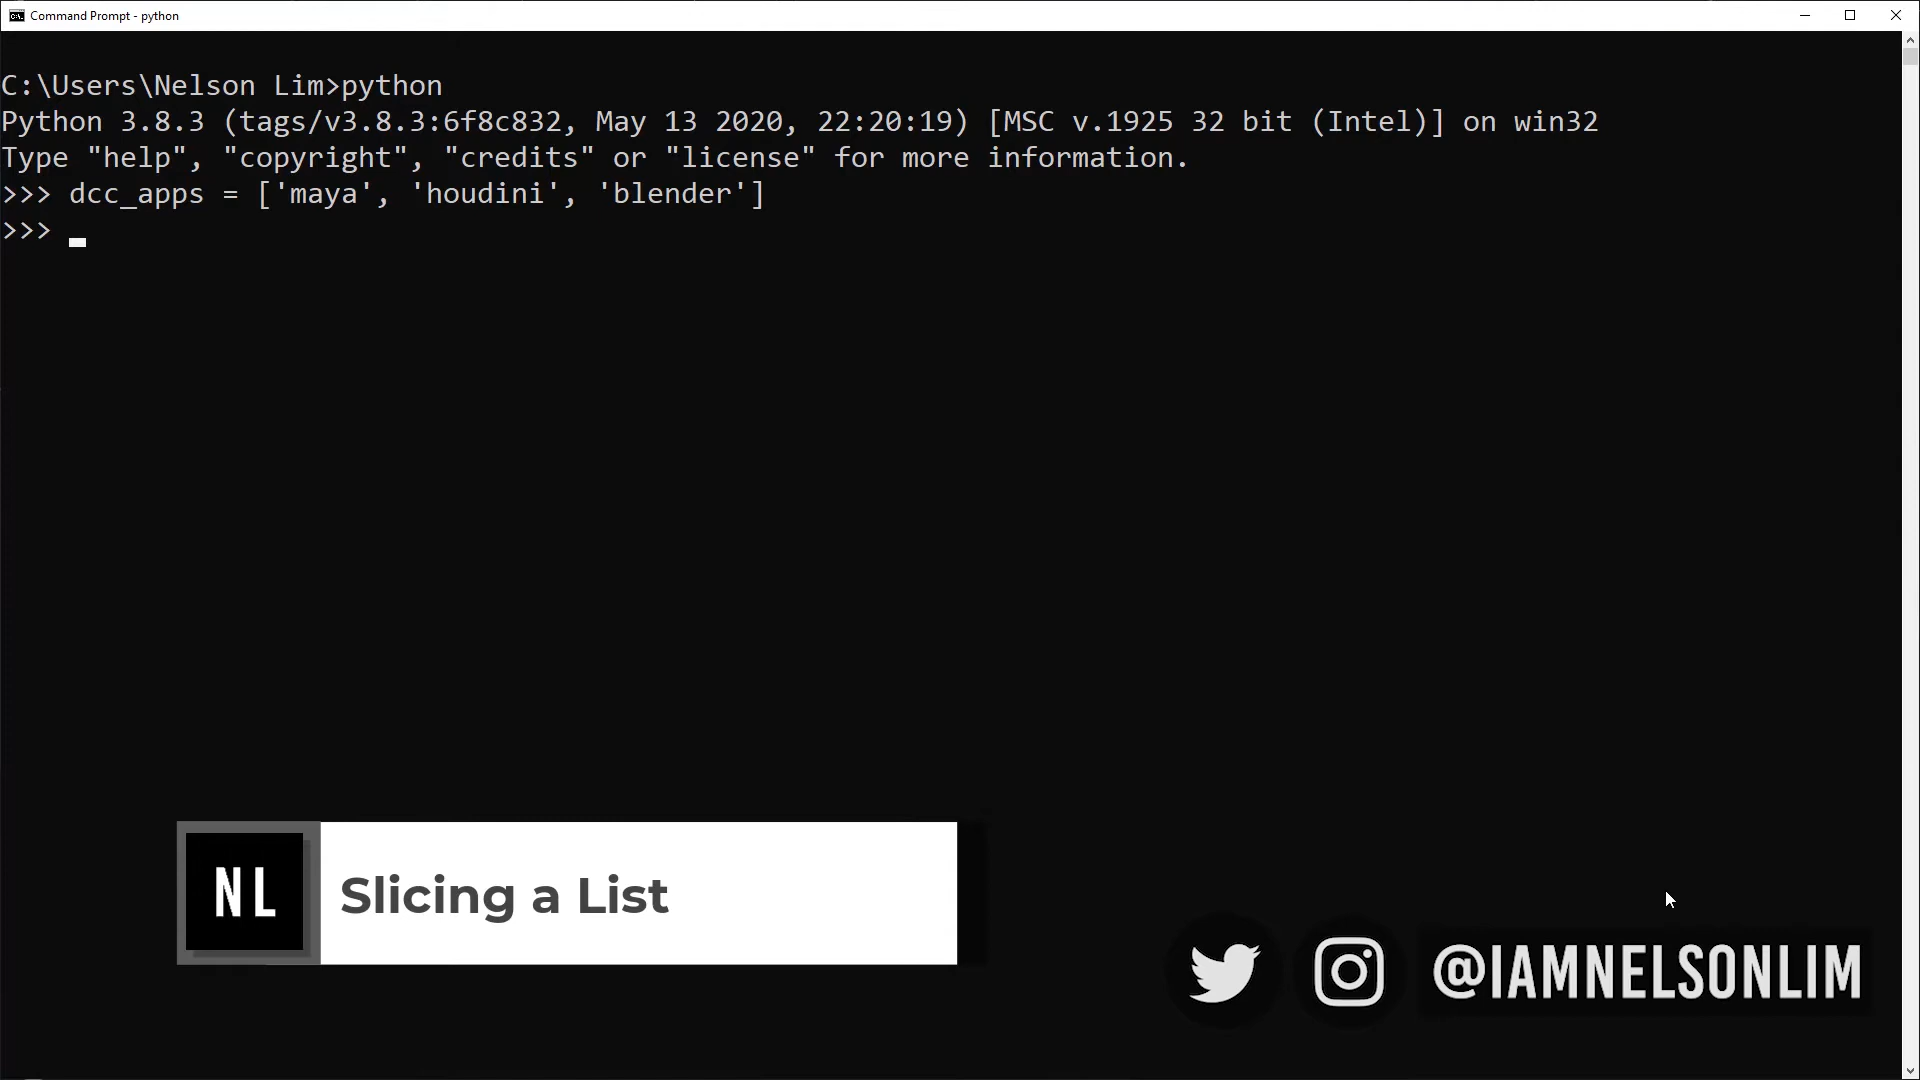 Command Prompt - python
C:\Users\Nelson Lim>python
Python 3.8.3 (tags/v3.8.3:6f8c832, May 13 2020, 22:20:19) [MSC v.1925 32 bit (Intel)] on win32
Type "help", "copyright", "credits" or "license" for more information.
>>> dcc_apps = ['maya', 'houdini', 'blender']
>>>
NL
Slicing a List
@IAMNELSONLIM